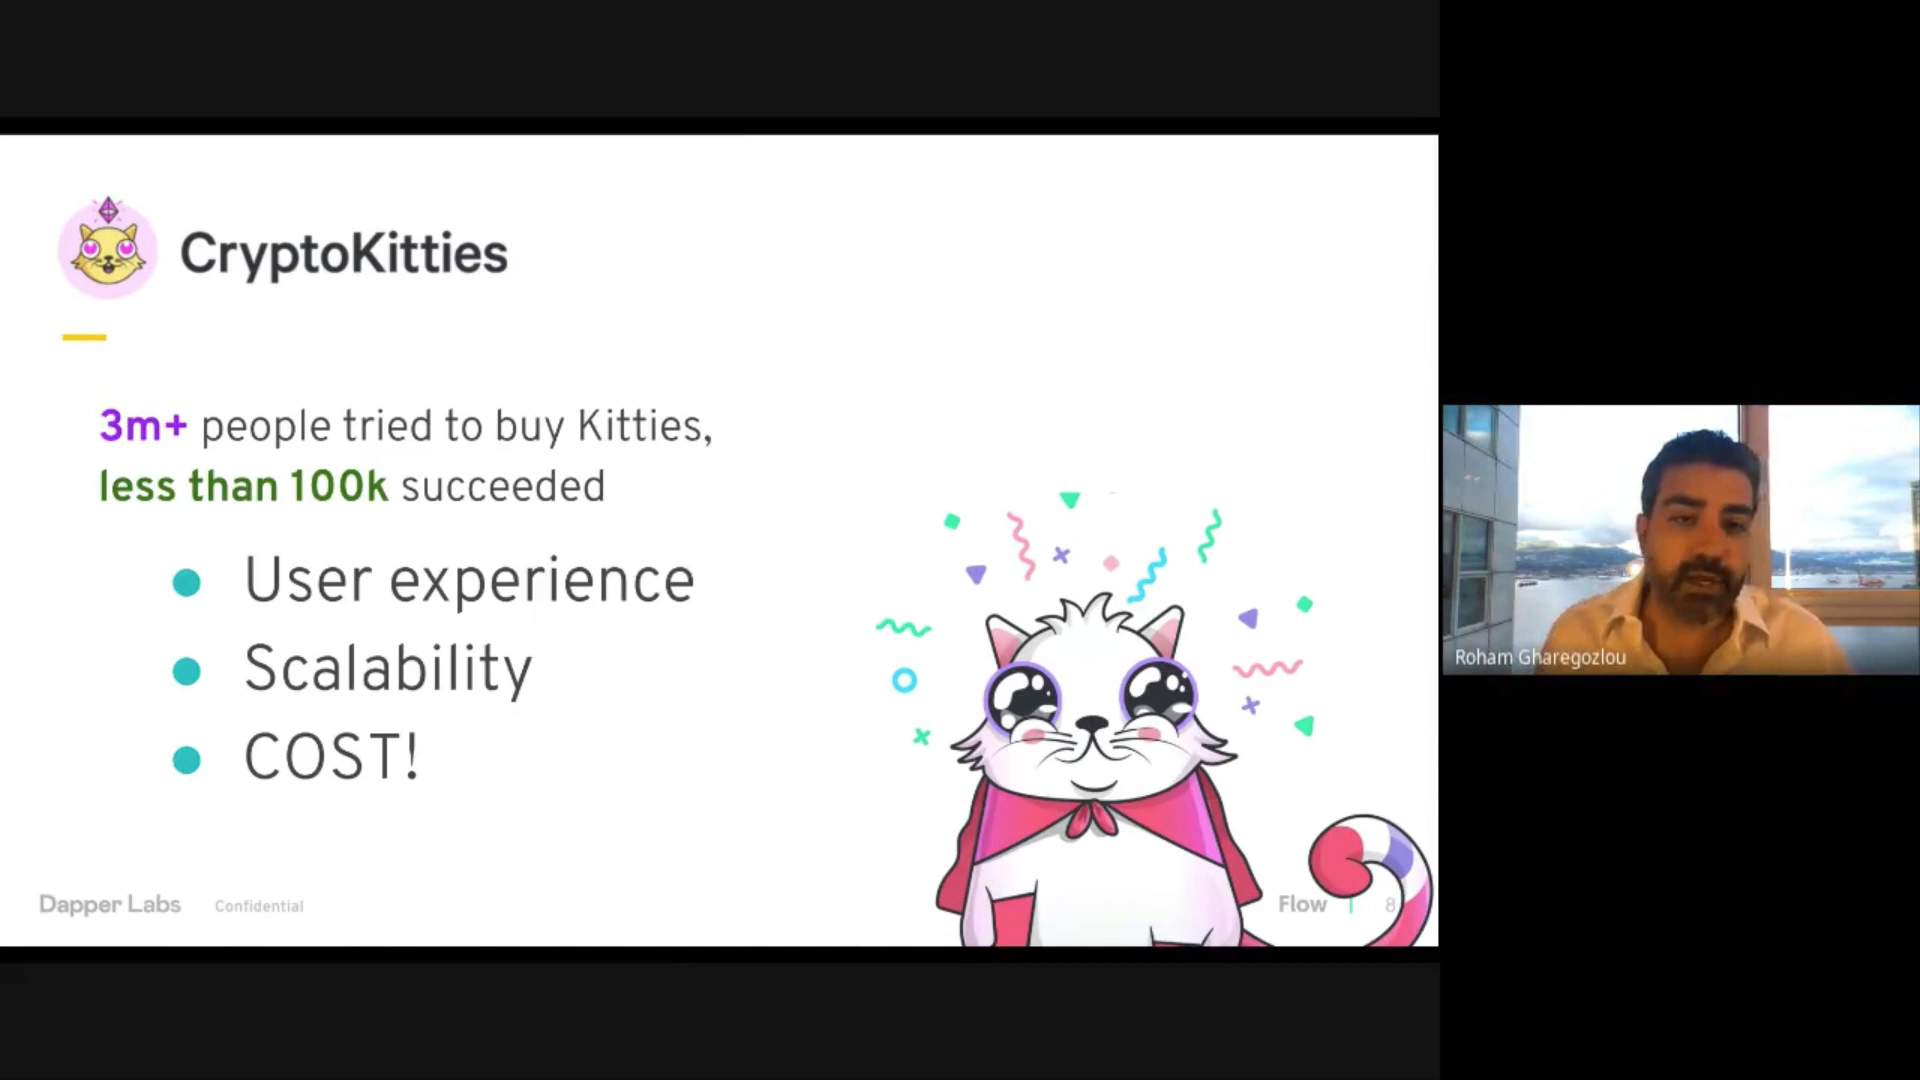 CryptoKitties
3m+ people tried to buy Kitties,
less than 100k succeeded
User experience
Scalability
COST!
Dapper Labs Confidential
Flow | 8
Roham Gharegozlou